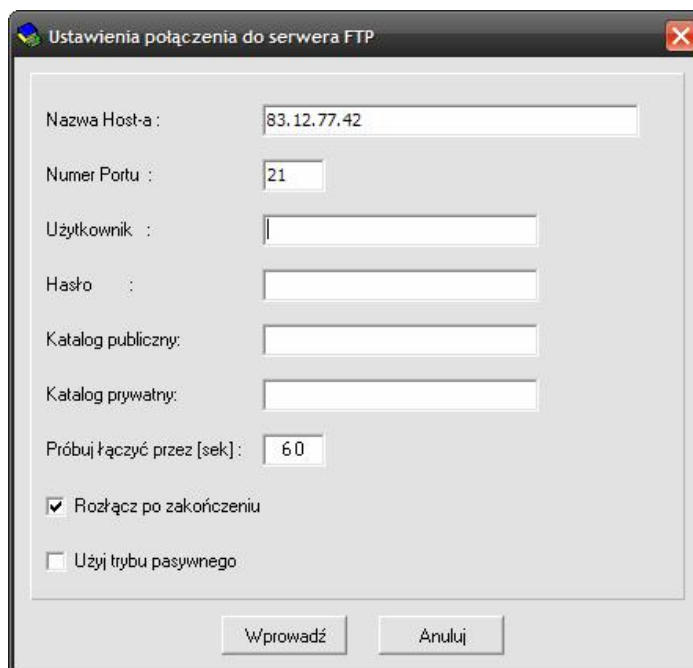 Ustawienia połączenia do serwera FTP
Nazwa Host-a : 83.12.77.42
Numer Portu : 21
Użytkownik :
Hasło :
Katalog publiczny:
Katalog prywatny:
Próbuj łączyć przez [sek] : 60
Rozłącz po zakończeniu
Użyj trybu pasywnego
Wprowadź Anuluj